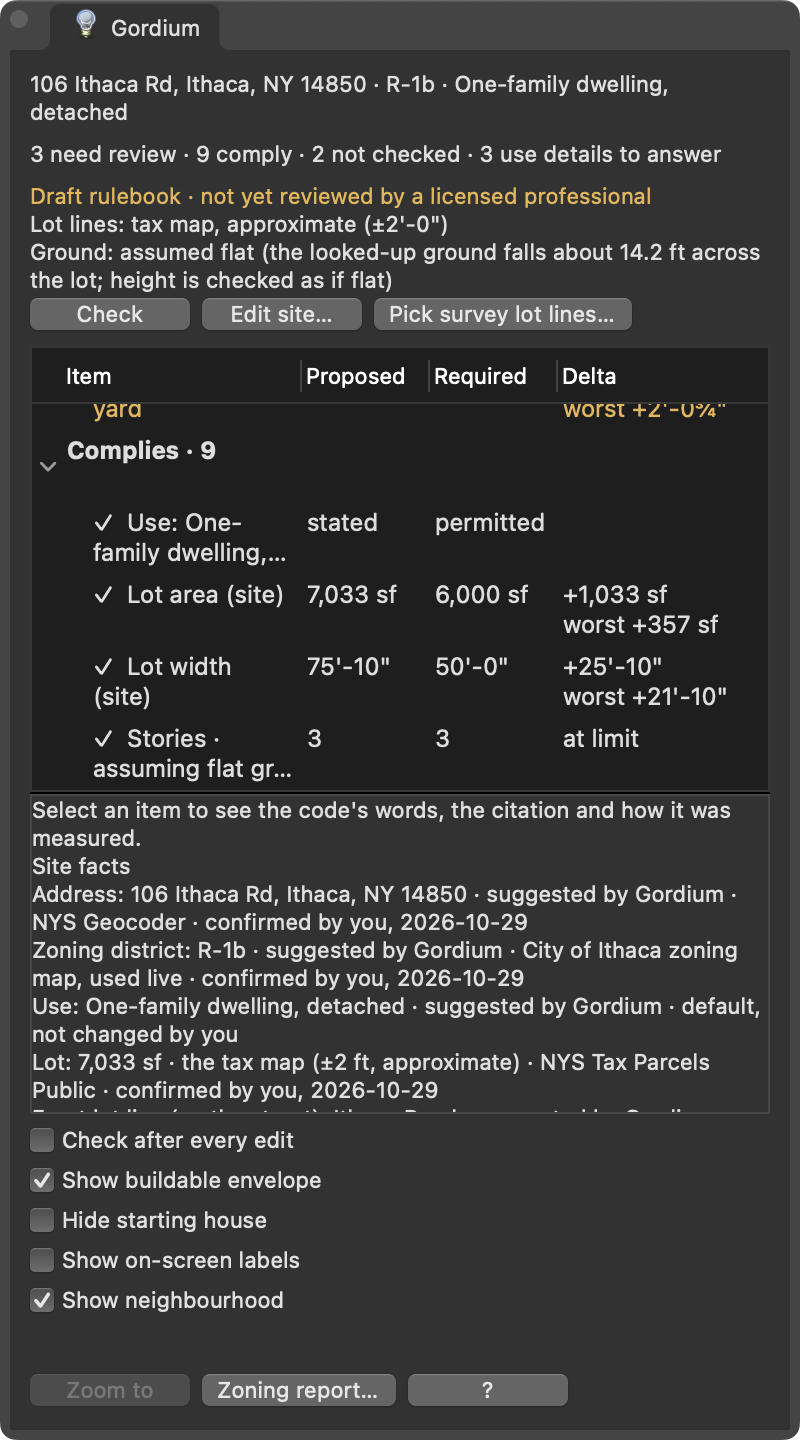 Gordium
106 Ithaca Rd, Ithaca, NY 14850 · R-1b · One-family dwelling,
detached
3 need review · 9 comply · 2 not checked · 3 use details to answer
Draft rulebook · not yet reviewed by a licensed professional
Lot lines: tax map, approximate (±2'-0")
Ground: assumed flat (the looked-up ground falls about 14.2 ft across
the lot; height is checked as if flat)
Check Edit site... Pick survey lot lines...
Item Proposed Required Delta
yard worst +2'-0¾"
Complies · 9
✓ Use: One- stated permitted
family dwelling,...
✓ Lot area (site) 7,033 sf 6,000 sf +1,033 sf
worst +357 sf
✓ Lot width 75'-10" 50'-0" +25'-10"
(site) worst +21'-10"
✓ Stories · 3 3 at limit
assuming flat gr...
Select an item to see the code's words, the citation and how it was
measured.
Site facts
Address: 106 Ithaca Rd, Ithaca, NY 14850 · suggested by Gordium ·
NYS Geocoder · confirmed by you, 2026-10-29
Zoning district: R-1b · suggested by Gordium · City of Ithaca zoning
map, used live · confirmed by you, 2026-10-29
Use: One-family dwelling, detached · suggested by Gordium · default,
not changed by you
Lot: 7,033 sf · the tax map (±2 ft, approximate) · NYS Tax Parcels
Public · confirmed by you, 2026-10-29
Check after every edit
Show buildable envelope
Hide starting house
Show on-screen labels
Show neighbourhood
Zoom to Zoning report... ?